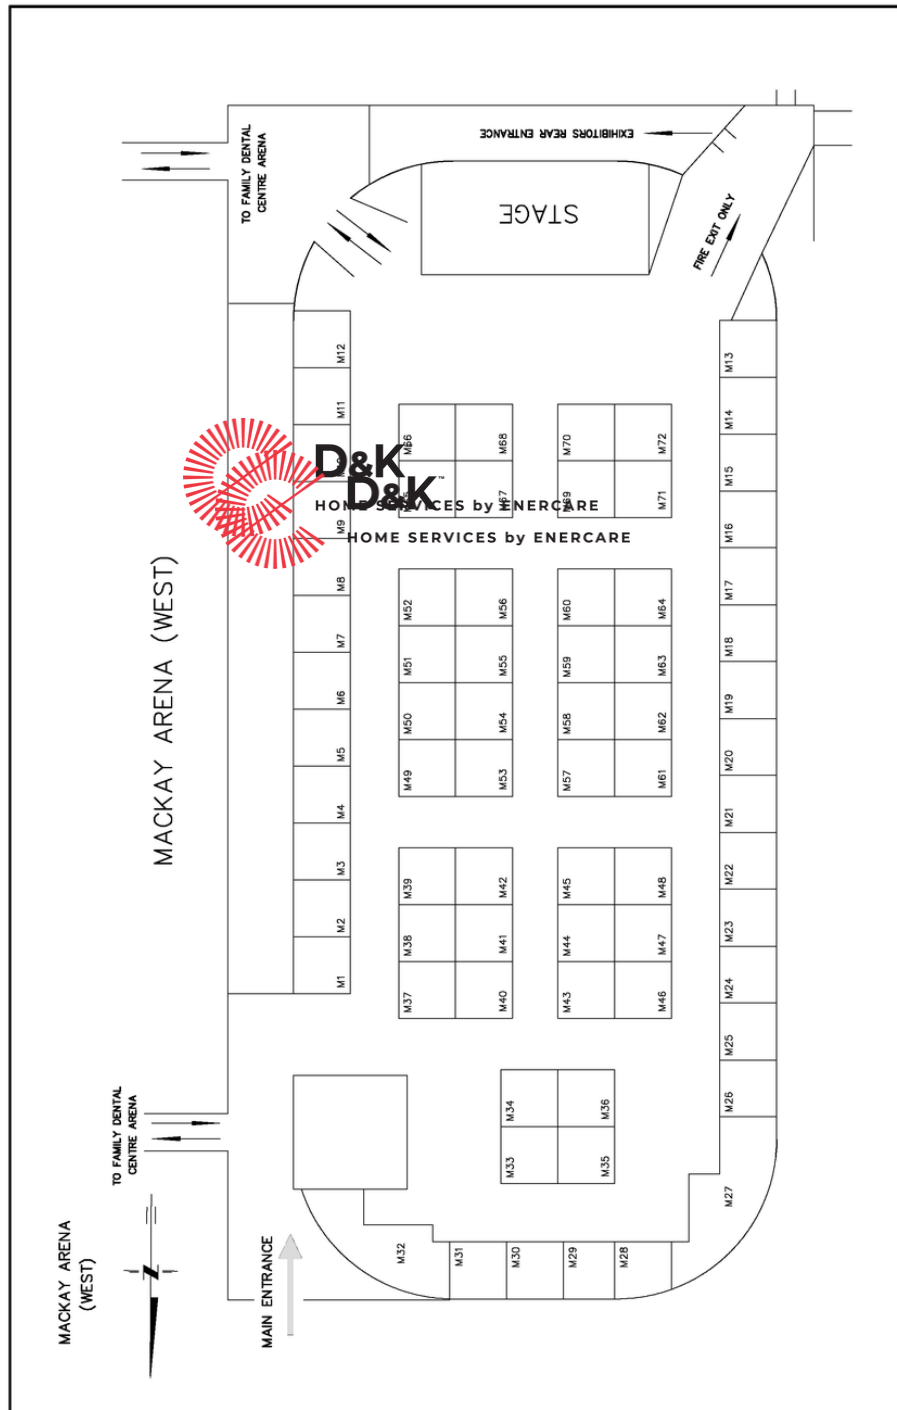 TO FAMILY DENTAL
CENTRE ARENA
EXHIBITORS REAR ENTRANCE
STAGE
FIRE EXIT ONLY
M12
M11
M9
M8
M7
M6
M5
M4
M3
M2
M1
M13
M14
M15
M16
M17
M18
M19
M20
M21
M22
M23
M24
M25
M26
M27
M66
M68
M70
M72
M67
M69
M71
D&K
D&K™
HOME SERVICES by ENERCARE
HOME SERVICES by ENERCARE
MACKAY ARENA (WEST)
M52
M56
M60
M64
M51
M55
M59
M63
M50
M54
M58
M62
M49
M53
M57
M61
M39
M42
M45
M48
M38
M41
M44
M47
M37
M40
M43
M46
M34
M36
M33
M35
TO FAMILY DENTAL
CENTRE ARENA
M32
M31
M30
M29
M28
MAIN ENTRANCE
MACKAY ARENA
(WEST)
N